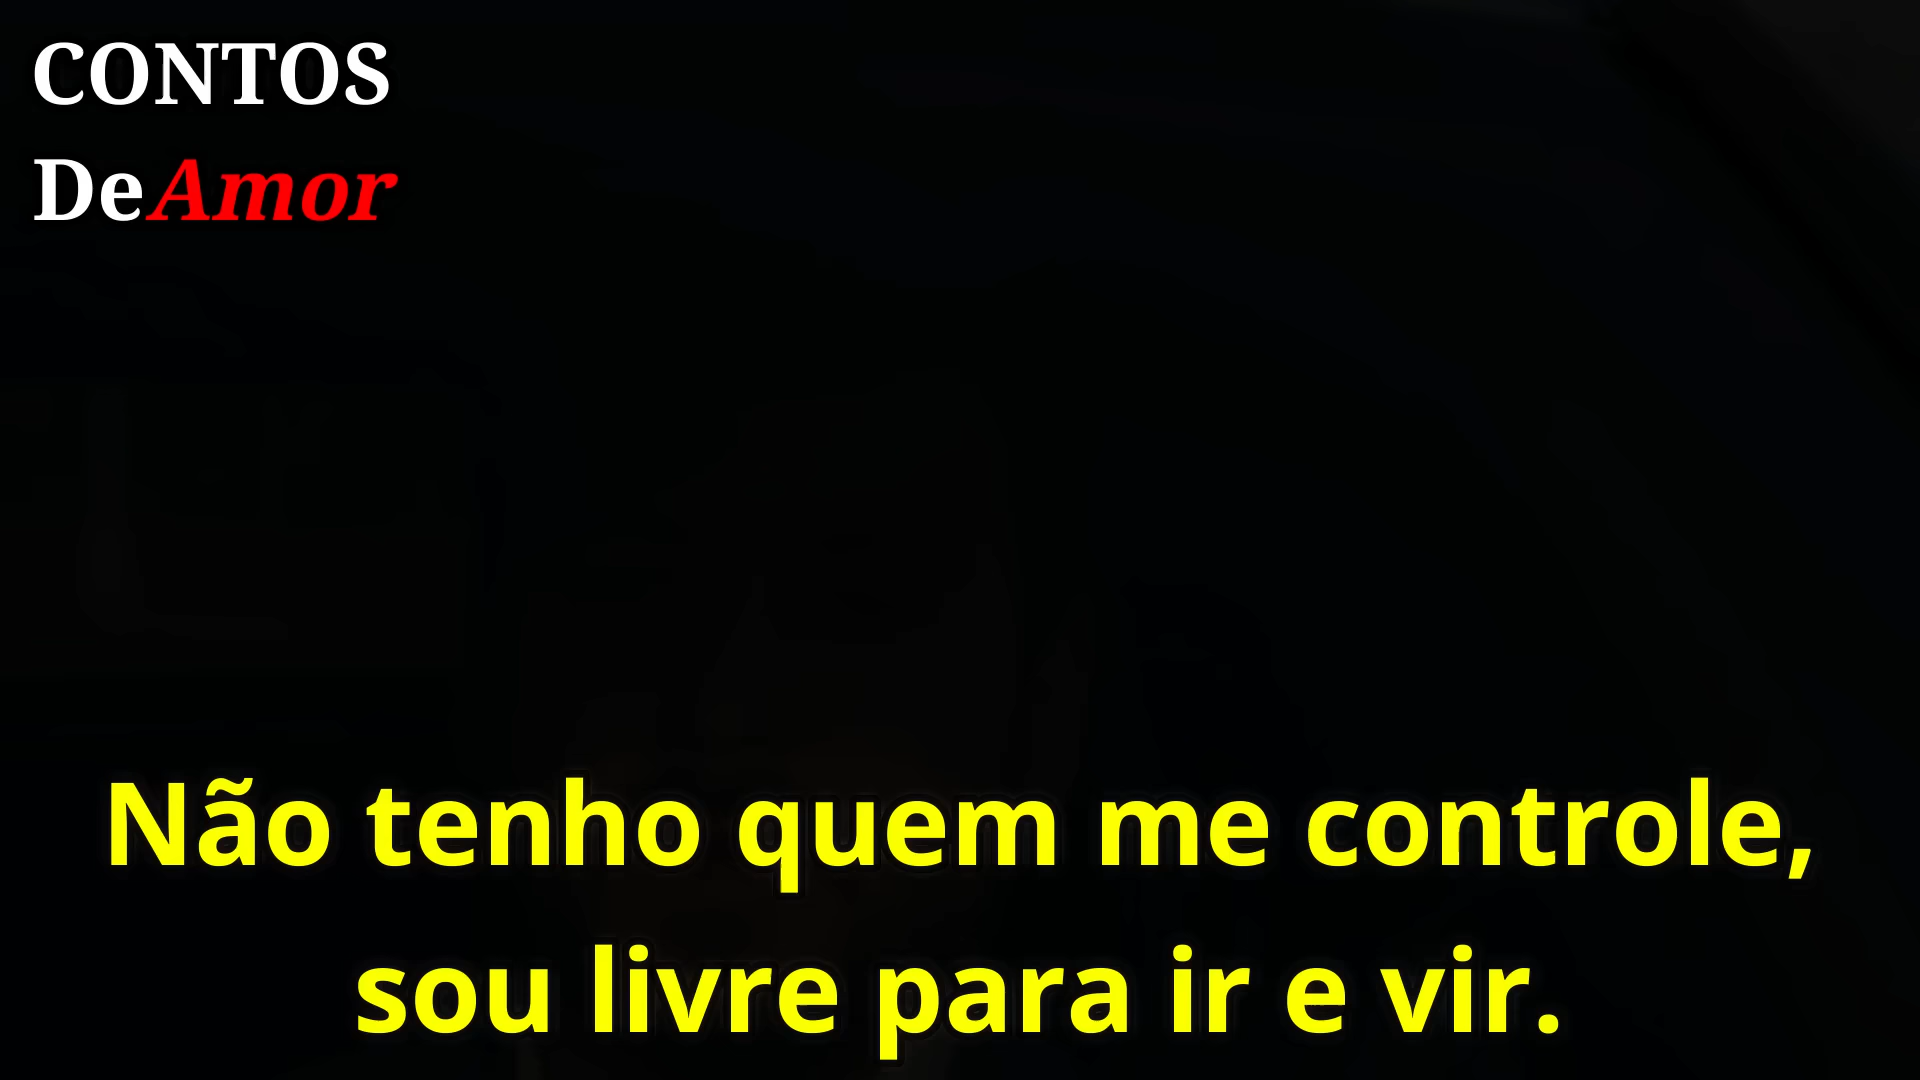 CONTOS
DeAmor
Não tenho quem me controle,
sou livre para ir e vir.